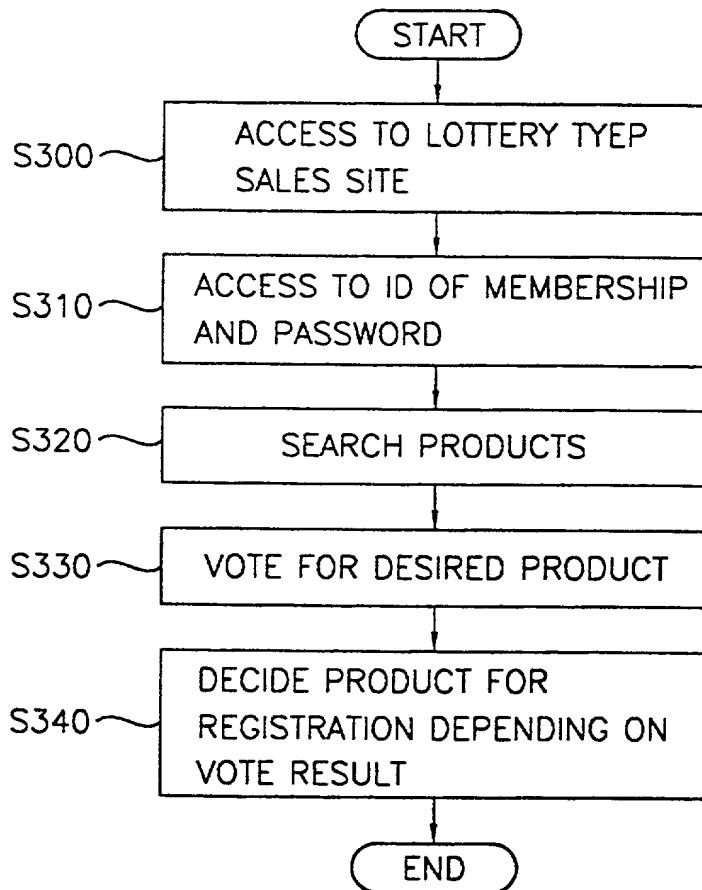 START
S300
ACCESS TO LOTTERY TYEP
SALES SITE
S310
ACCESS TO ID OF MEMBERSHIP
AND PASSWORD
S320
SEARCH PRODUCTS
S330
VOTE FOR DESIRED PRODUCT
S340
DECIDE PRODUCT FOR
REGISTRATION DEPENDING ON
VOTE RESULT
END